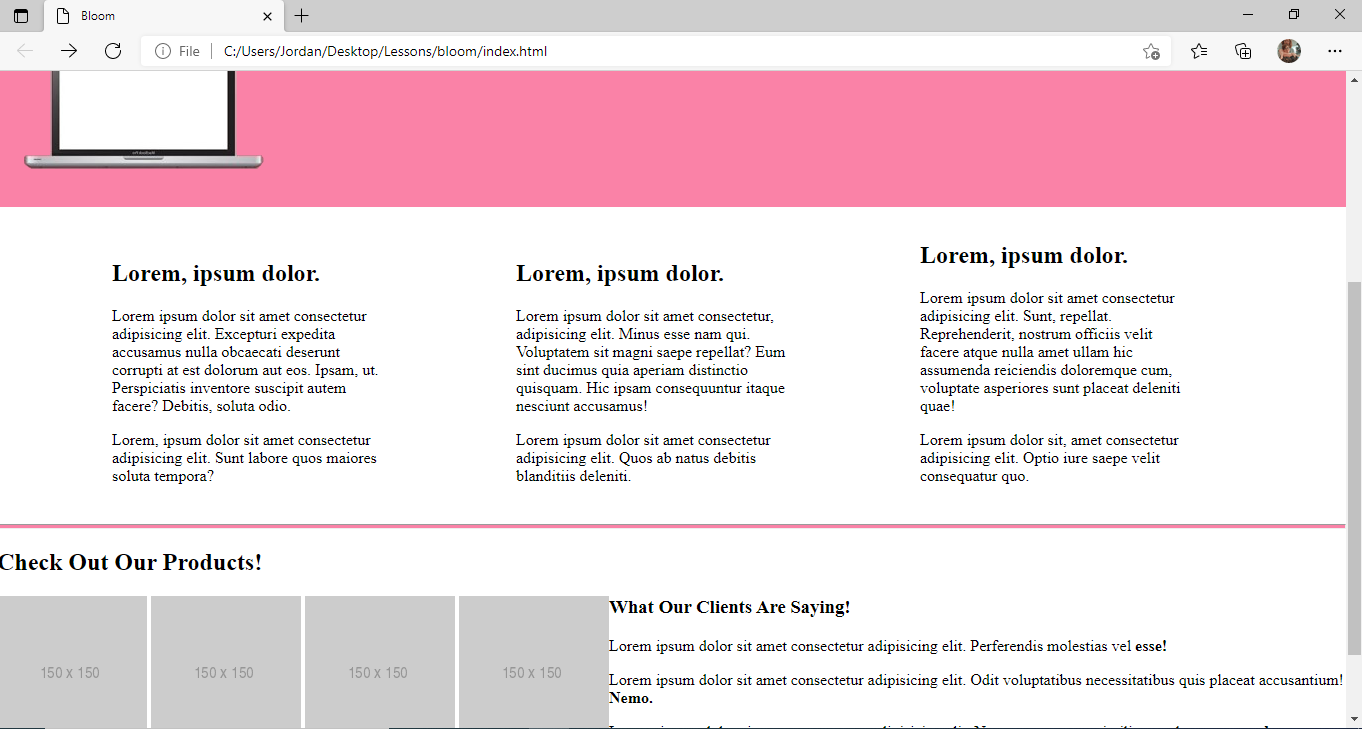 Bloom
File
C:/Users/Jordan/Desktop/Lessons/bloom/index.html
Lorem, ipsum dolor.
Lorem ipsum dolor sit amet consectetur
adipisicing elit. Excepturi expedita
accusamus nulla obcaecati deserunt
corrupti at est dolorum aut eos. Ipsam, ut.
Perspiciatis inventore suscipit autem
facere? Debitis, soluta odio.
Lorem, ipsum dolor sit amet consectetur
adipisicing elit. Sunt labore quos maiores
soluta tempora?
Lorem, ipsum dolor.
Lorem ipsum dolor sit amet consectetur,
adipisicing elit. Minus esse nam qui.
Voluptatem sit magni saepe repellat? Eum
sint ducimus quia aperiam distinctio
quisquam. Hic ipsam consequuntur itaque
nesciunt accusamus!
Lorem ipsum dolor sit amet consectetur
adipisicing elit. Quos ab natus debitis
blanditiis deleniti.
Lorem, ipsum dolor.
Lorem ipsum dolor sit amet consectetur
adipisicing elit. Sunt, repellat.
Reprehenderit, nostrum officiis velit
facere atque nulla amet ullam hic
assumenda reiciendis doloremque cum,
voluptate asperiores sunt placeat deleniti
quae!
Lorem ipsum dolor sit, amet consectetur
adipisicing elit. Optio iure saepe velit
consequatur quo.
Check Out Our Products!
150 x 150
150 x 150
150 x 150
150 x 150
What Our Clients Are Saying!
Lorem ipsum dolor sit amet consectetur adipisicing elit. Perferendis molestias vel esse!
Lorem ipsum dolor sit amet consectetur adipisicing elit. Odit voluptatibus necessitatibus quis placeat accusantium!
Nemo.